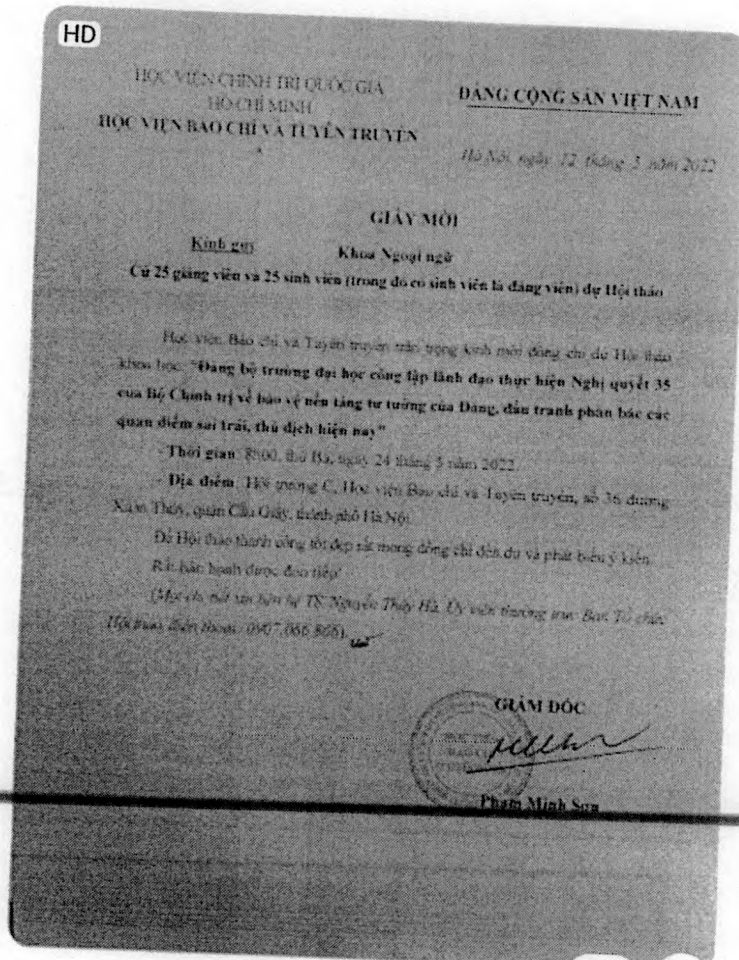 HD
HỌC VIỆN CHÍNH TRỊ QUỐC GIA
HỒ CHÍ MINH
HỌC VIỆN BÁO CHÍ VÀ TUYÊN TRUYỀN
*
ĐẢNG CỘNG SẢN VIỆT NAM
Hà Nội, ngày 12 tháng 5 năm 2022
GIẤY MỜI
Kính gửi Khoa Ngoại ngữ
Cử 25 giảng viên và 25 sinh viên (trong đó có sinh viên là đảng viên) dự Hội thảo
Học viện Báo chí và Tuyên truyền trân trọng kính mời đồng chí dự Hội thảo
khoa học: "Đảng bộ trường đại học công lập lãnh đạo thực hiện Nghị quyết 35
của Bộ Chính trị về bảo vệ nền tảng tư tưởng của Đảng, đấu tranh phản bác các
quan điểm sai trái, thù địch hiện nay"
- Thời gian: 8h00, thứ Ba, ngày 24 tháng 5 năm 2022.
- Địa điểm: Hội trường C, Học viện Báo chí và Tuyên truyền, số 36 đường
Xuân Thủy, quận Cầu Giấy, thành phố Hà Nội.
Để Hội thảo thành công tốt đẹp rất mong đồng chí đến dự và phát biểu ý kiến.
Rất hân hạnh được đón tiếp!
(Mọi chi tiết xin liên hệ TS Nguyễn Thúy Hà, Ủy viên thường trực Ban Tổ chức
Hội thảo, điện thoại: 0907.066.866).
GIÁM ĐỐC
Phạm Minh Sơn